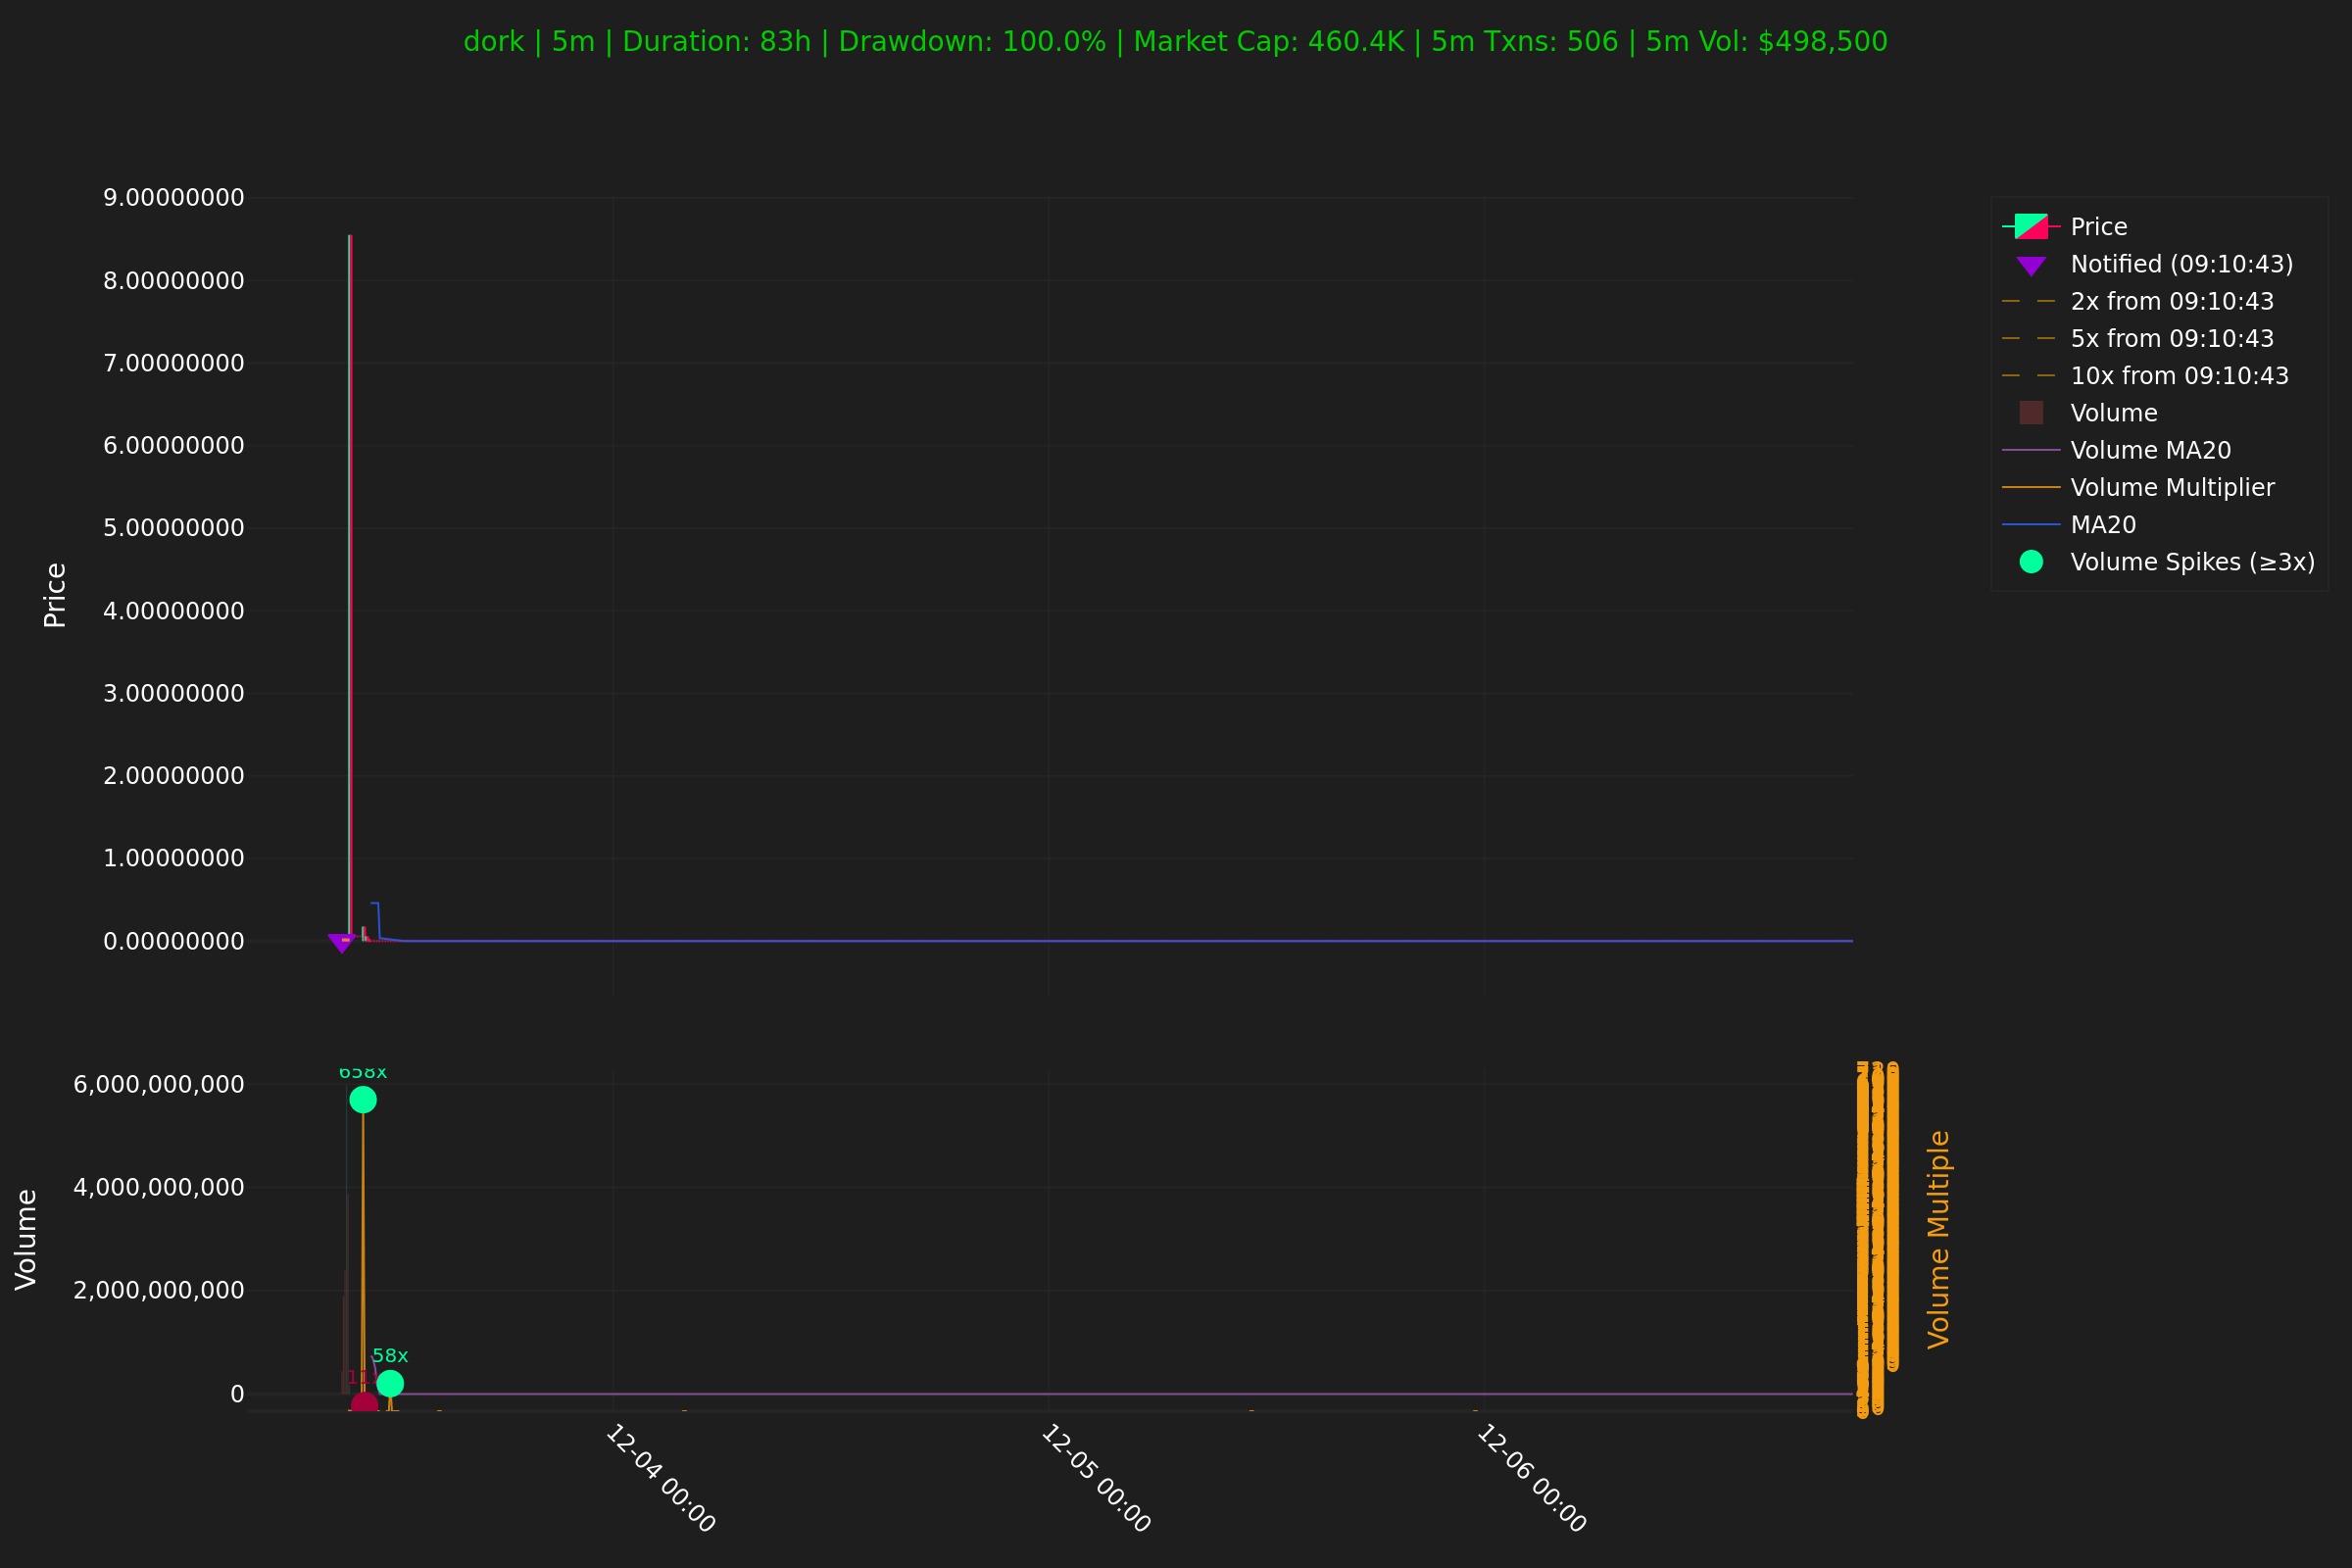 dork | 5m | Duration: 83h | Drawdown: 100.0% | Market Cap: 460.4K | 5m Txns: 506 | 5m Vol: $498,500
9.00000000
8.00000000
7.00000000
6.00000000
5.00000000
4.00000000
3.00000000
2.00000000
1.00000000
0.00000000
Price
Price
Notified (09:10:43)
2x from 09:10:43
5x from 09:10:43
10x from 09:10:43
Volume
Volume MA20
Volume Multiplier
MA20
Volume Spikes (≥3x)
6,000,000,000
4,000,000,000
2,000,000,000
0
Volume
658x
58x
Volume Multiple
12-04 00:00
12-05 00:00
12-06 00:00